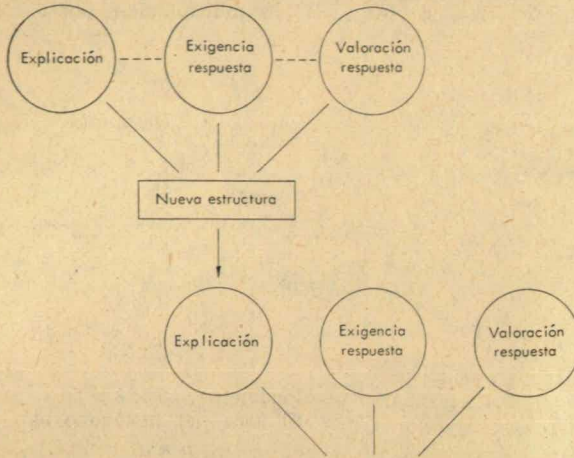 Explicación
Exigencia
respuesta
Valoración
respuesta
Nueva estructura
Explicación
Exigencia
respuesta
Valoración
respuesta